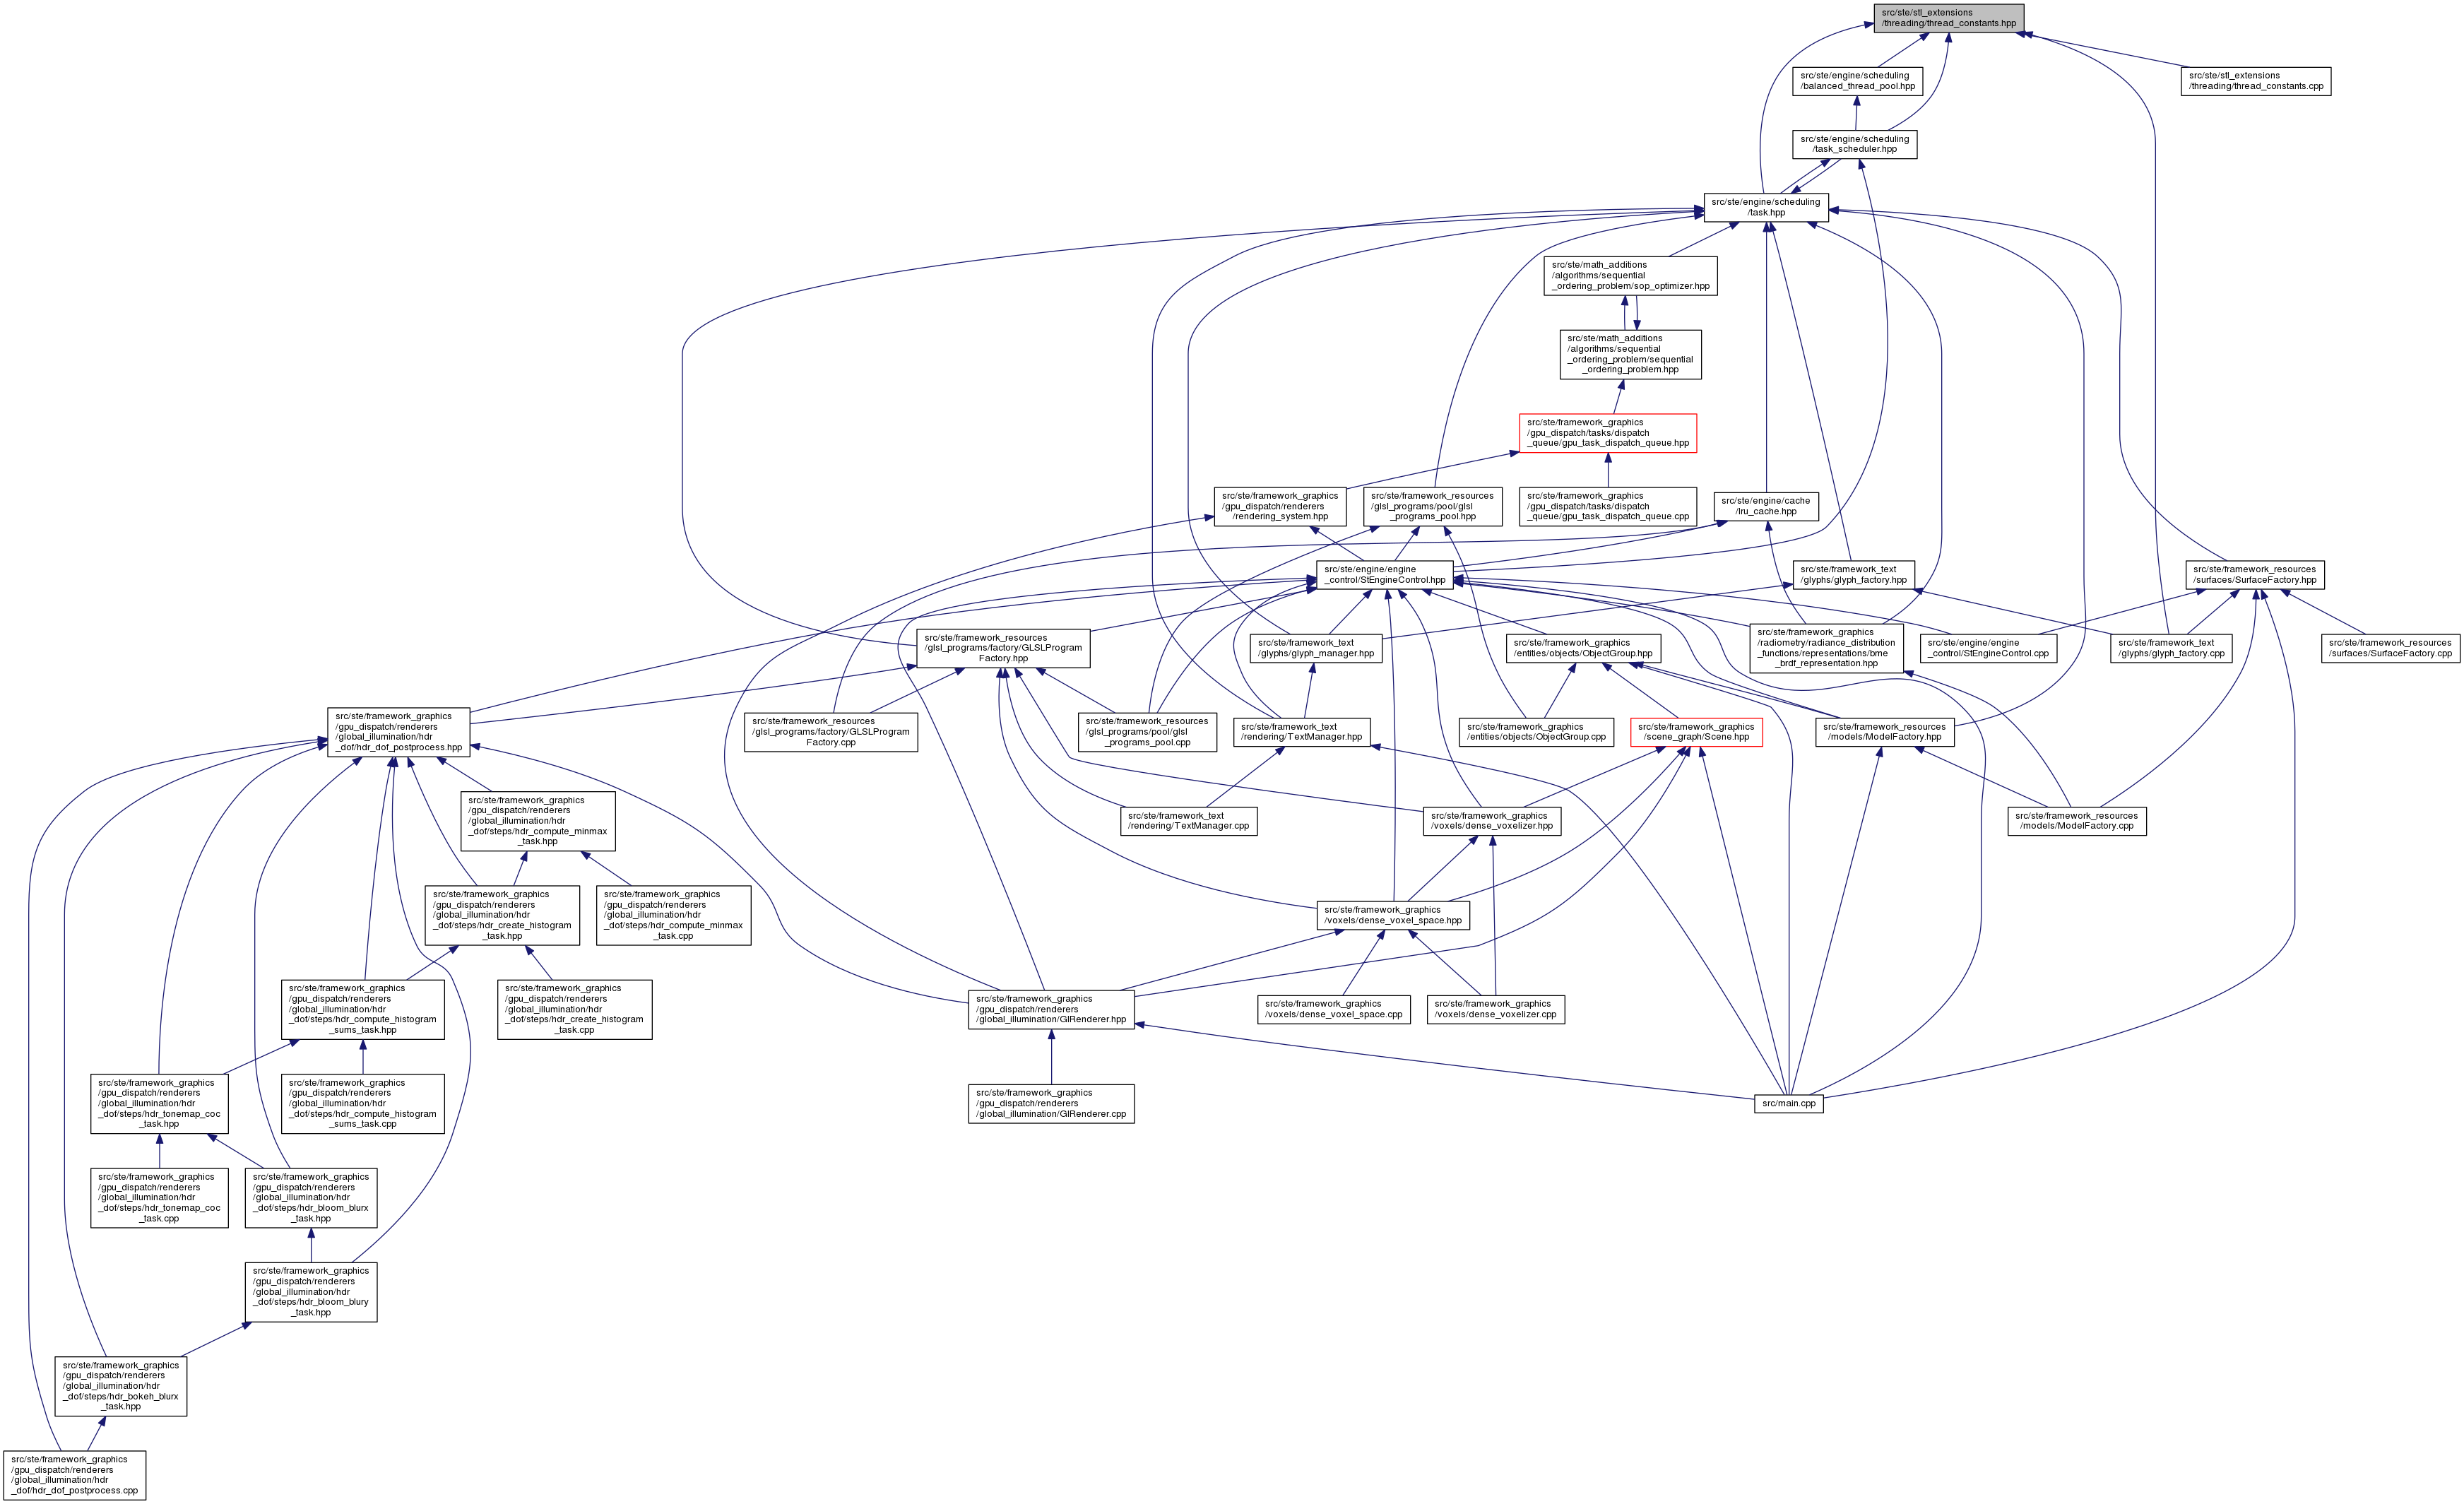 src/ste/stl_extensions
/threading/thread_constants.hpp
src/ste/engine/scheduling
/balanced_thread_pool.hpp
src/ste/stl_extensions
/threading/thread_constants.cpp
src/ste/engine/scheduling
/task_scheduler.hpp
src/ste/engine/scheduling
/task.hpp
src/ste/math_additions
/algorithms/sequential
_ordering_problem/sop_optimizer.hpp
src/ste/math_additions
/algorithms/sequential
_ordering_problem/sequential
_ordering_problem.hpp
src/ste/framework_graphics
/gpu_dispatch/tasks/dispatch
_queue/gpu_task_dispatch_queue.hpp
src/ste/framework_graphics
/gpu_dispatch/renderers
/rendering_system.hpp
src/ste/framework_resources
/glsl_programs/pool/glsl
_programs_pool.hpp
src/ste/framework_graphics
/gpu_dispatch/tasks/dispatch
_queue/gpu_task_dispatch_queue.cpp
src/ste/engine/cache
/lru_cache.hpp
src/ste/engine/engine
_control/StEngineControl.hpp
src/ste/framework_text
/glyphs/glyph_factory.hpp
src/ste/framework_resources
/surfaces/SurfaceFactory.hpp
src/ste/framework_resources
/glsl_programs/factory/GLSLProgram
Factory.hpp
src/ste/framework_text
/glyphs/glyph_manager.hpp
src/ste/framework_graphics
/entities/objects/ObjectGroup.hpp
src/ste/framework_graphics
/radiometry/radiance_distribution
_functions/representations/bme
_brdf_representation.hpp
src/ste/engine/engine
_control/StEngineControl.cpp
src/ste/framework_text
/glyphs/glyph_factory.cpp
src/ste/framework_resources
/surfaces/SurfaceFactory.cpp
src/ste/framework_graphics
/gpu_dispatch/renderers
/global_illumination/hdr
_dof/hdr_dof_postprocess.hpp
src/ste/framework_resources
/glsl_programs/factory/GLSLProgram
Factory.cpp
src/ste/framework_resources
/glsl_programs/pool/glsl
_programs_pool.cpp
src/ste/framework_text
/rendering/TextManager.hpp
src/ste/framework_graphics
/entities/objects/ObjectGroup.cpp
src/ste/framework_graphics
/scene_graph/Scene.hpp
src/ste/framework_resources
/models/ModelFactory.hpp
src/ste/framework_graphics
/gpu_dispatch/renderers
/global_illumination/hdr
_dof/steps/hdr_compute_minmax
_task.hpp
src/ste/framework_text
/rendering/TextManager.cpp
src/ste/framework_graphics
/voxels/dense_voxelizer.hpp
src/ste/framework_resources
/models/ModelFactory.cpp
src/ste/framework_graphics
/gpu_dispatch/renderers
/global_illumination/hdr
_dof/steps/hdr_create_histogram
_task.hpp
src/ste/framework_graphics
/gpu_dispatch/renderers
/global_illumination/hdr
_dof/steps/hdr_compute_minmax
_task.cpp
src/ste/framework_graphics
/voxels/dense_voxel_space.hpp
src/ste/framework_graphics
/gpu_dispatch/renderers
/global_illumination/hdr
_dof/steps/hdr_compute_histogram
_sums_task.hpp
src/ste/framework_graphics
/gpu_dispatch/renderers
/global_illumination/hdr
_dof/steps/hdr_create_histogram
_task.cpp
src/ste/framework_graphics
/gpu_dispatch/renderers
/global_illumination/GIRenderer.hpp
src/ste/framework_graphics
/voxels/dense_voxel_space.cpp
src/ste/framework_graphics
/voxels/dense_voxelizer.cpp
src/ste/framework_graphics
/gpu_dispatch/renderers
/global_illumination/hdr
_dof/steps/hdr_tonemap_coc
_task.hpp
src/ste/framework_graphics
/gpu_dispatch/renderers
/global_illumination/hdr
_dof/steps/hdr_compute_histogram
_sums_task.cpp
src/ste/framework_graphics
/gpu_dispatch/renderers
/global_illumination/GIRenderer.cpp
src/main.cpp
src/ste/framework_graphics
/gpu_dispatch/renderers
/global_illumination/hdr
_dof/steps/hdr_tonemap_coc
_task.cpp
src/ste/framework_graphics
/gpu_dispatch/renderers
/global_illumination/hdr
_dof/steps/hdr_bloom_blurx
_task.hpp
src/ste/framework_graphics
/gpu_dispatch/renderers
/global_illumination/hdr
_dof/steps/hdr_bloom_blury
_task.hpp
src/ste/framework_graphics
/gpu_dispatch/renderers
/global_illumination/hdr
_dof/steps/hdr_bokeh_blurx
_task.hpp
src/ste/framework_graphics
/gpu_dispatch/renderers
/global_illumination/hdr
_dof/hdr_dof_postprocess.cpp